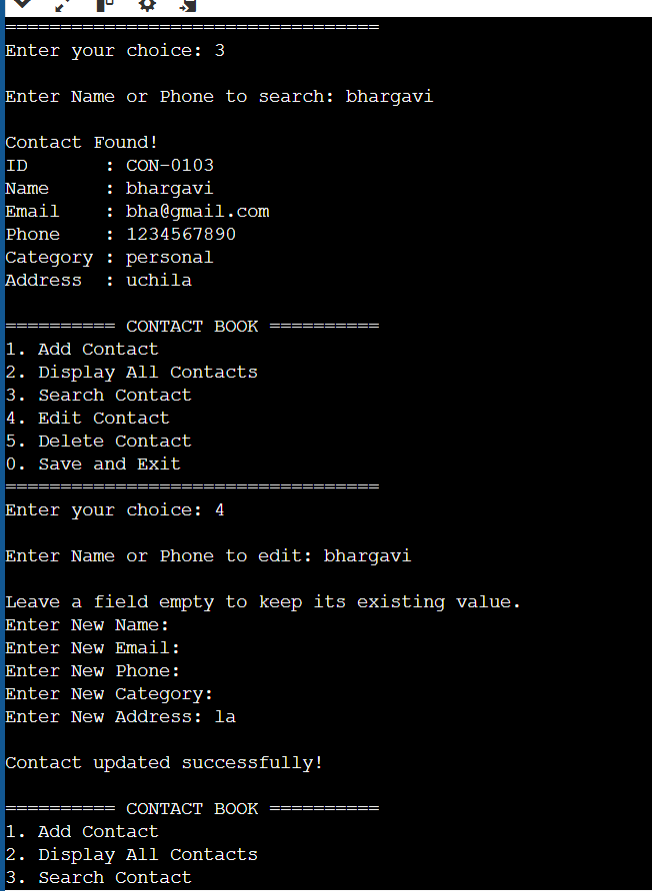 ==================================
Enter your choice: 3
Enter Name or Phone to search: bhargavi
Contact Found!
ID       : CON-0103
Name     : bhargavi
Email    : bha@gmail.com
Phone    : 1234567890
Category : personal
Address  : uchila
========== CONTACT BOOK ==========
1. Add Contact
2. Display All Contacts
3. Search Contact
4. Edit Contact
5. Delete Contact
0. Save and Exit
==================================
Enter your choice: 4
Enter Name or Phone to edit: bhargavi
Leave a field empty to keep its existing value.
Enter New Name:
Enter New Email:
Enter New Phone:
Enter New Category:
Enter New Address: la
Contact updated successfully!
========== CONTACT BOOK ==========
1. Add Contact
2. Display All Contacts
3. Search Contact